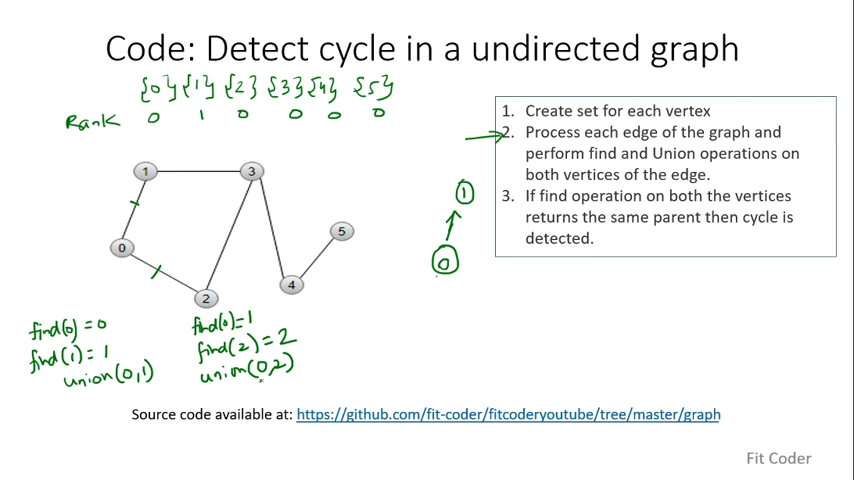 Code: Detect cycle in a undirected graph
{0} {1} {2} {3} {4} {5}
Rank 0 1 0 0 0 0
1. Create set for each vertex
2. Process each edge of the graph and
perform find and Union operations on
both vertices of the edge.
3. If find operation on both the vertices
returns the same parent then cycle is
detected.
1 3
0
2
4
5
1
0
find(0) = 0
find(1) = 1
union(0,1)
find(0)=1
find(2)=2
union(0,2)
Source code available at: https://github.com/fit-coder/fitcoderyoutube/tree/master/graph
Fit Coder